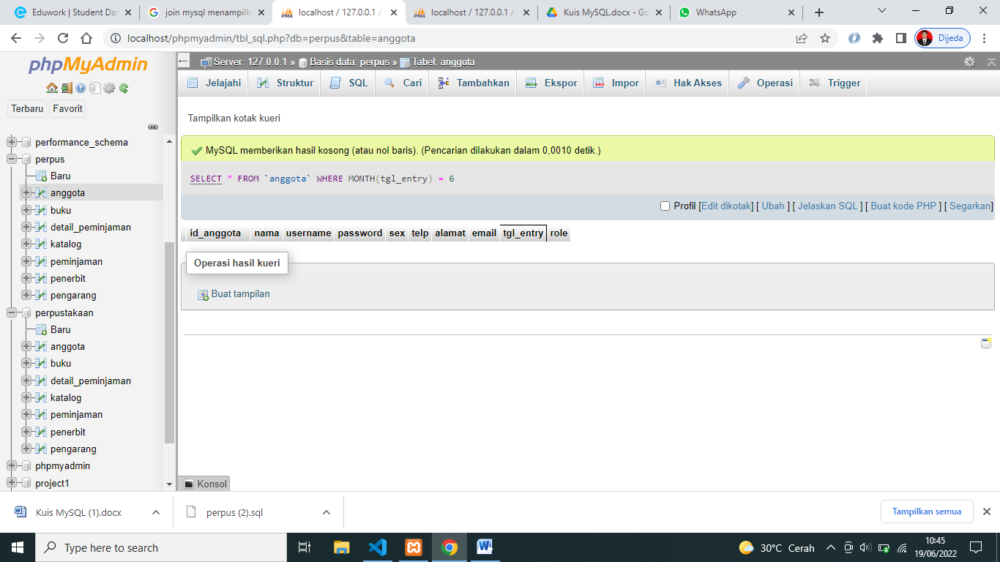 Eduwork | Student Das
join mysql menampilk
localhost / 127.0.0.1 /
localhost / 127.0.0.1 /
Kuis MySQL.docx - Go
WhatsApp
localhost/phpmyadmin/tbl_sql.php?db=perpus&table=anggota
Dijeda
phpMyAdmin
Terbaru
Favorit
performance_schema
perpus
Baru
anggota
buku
detail_peminjaman
katalog
peminjaman
penerbit
pengarang
perpustakaan
Baru
anggota
buku
detail_peminjaman
katalog
peminjaman
penerbit
pengarang
phpmyadmin
project1
Server: 127.0.0.1 » Basis data: perpus » Tabel: anggota
Jelajahi Struktur SQL Cari Tambahkan Ekspor Impor Hak Akses Operasi Trigger
Tampilkan kotak kueri
MySQL memberikan hasil kosong (atau nol baris). (Pencarian dilakukan dalam 0,0010 detik.)
SELECT * FROM `anggota` WHERE MONTH(tgl_entry) = 6
Profil [Edit dikotak] [ Ubah ] [ Jelaskan SQL ] [ Buat kode PHP ] [ Segarkan]
id_anggota nama username password sex telp alamat email tgl_entry role
Operasi hasil kueri
Buat tampilan
Konsol
Kuis MySQL (1).docx
perpus (2).sql
Tampilkan semua
Type here to search
30°C Cerah
10:45
19/06/2022